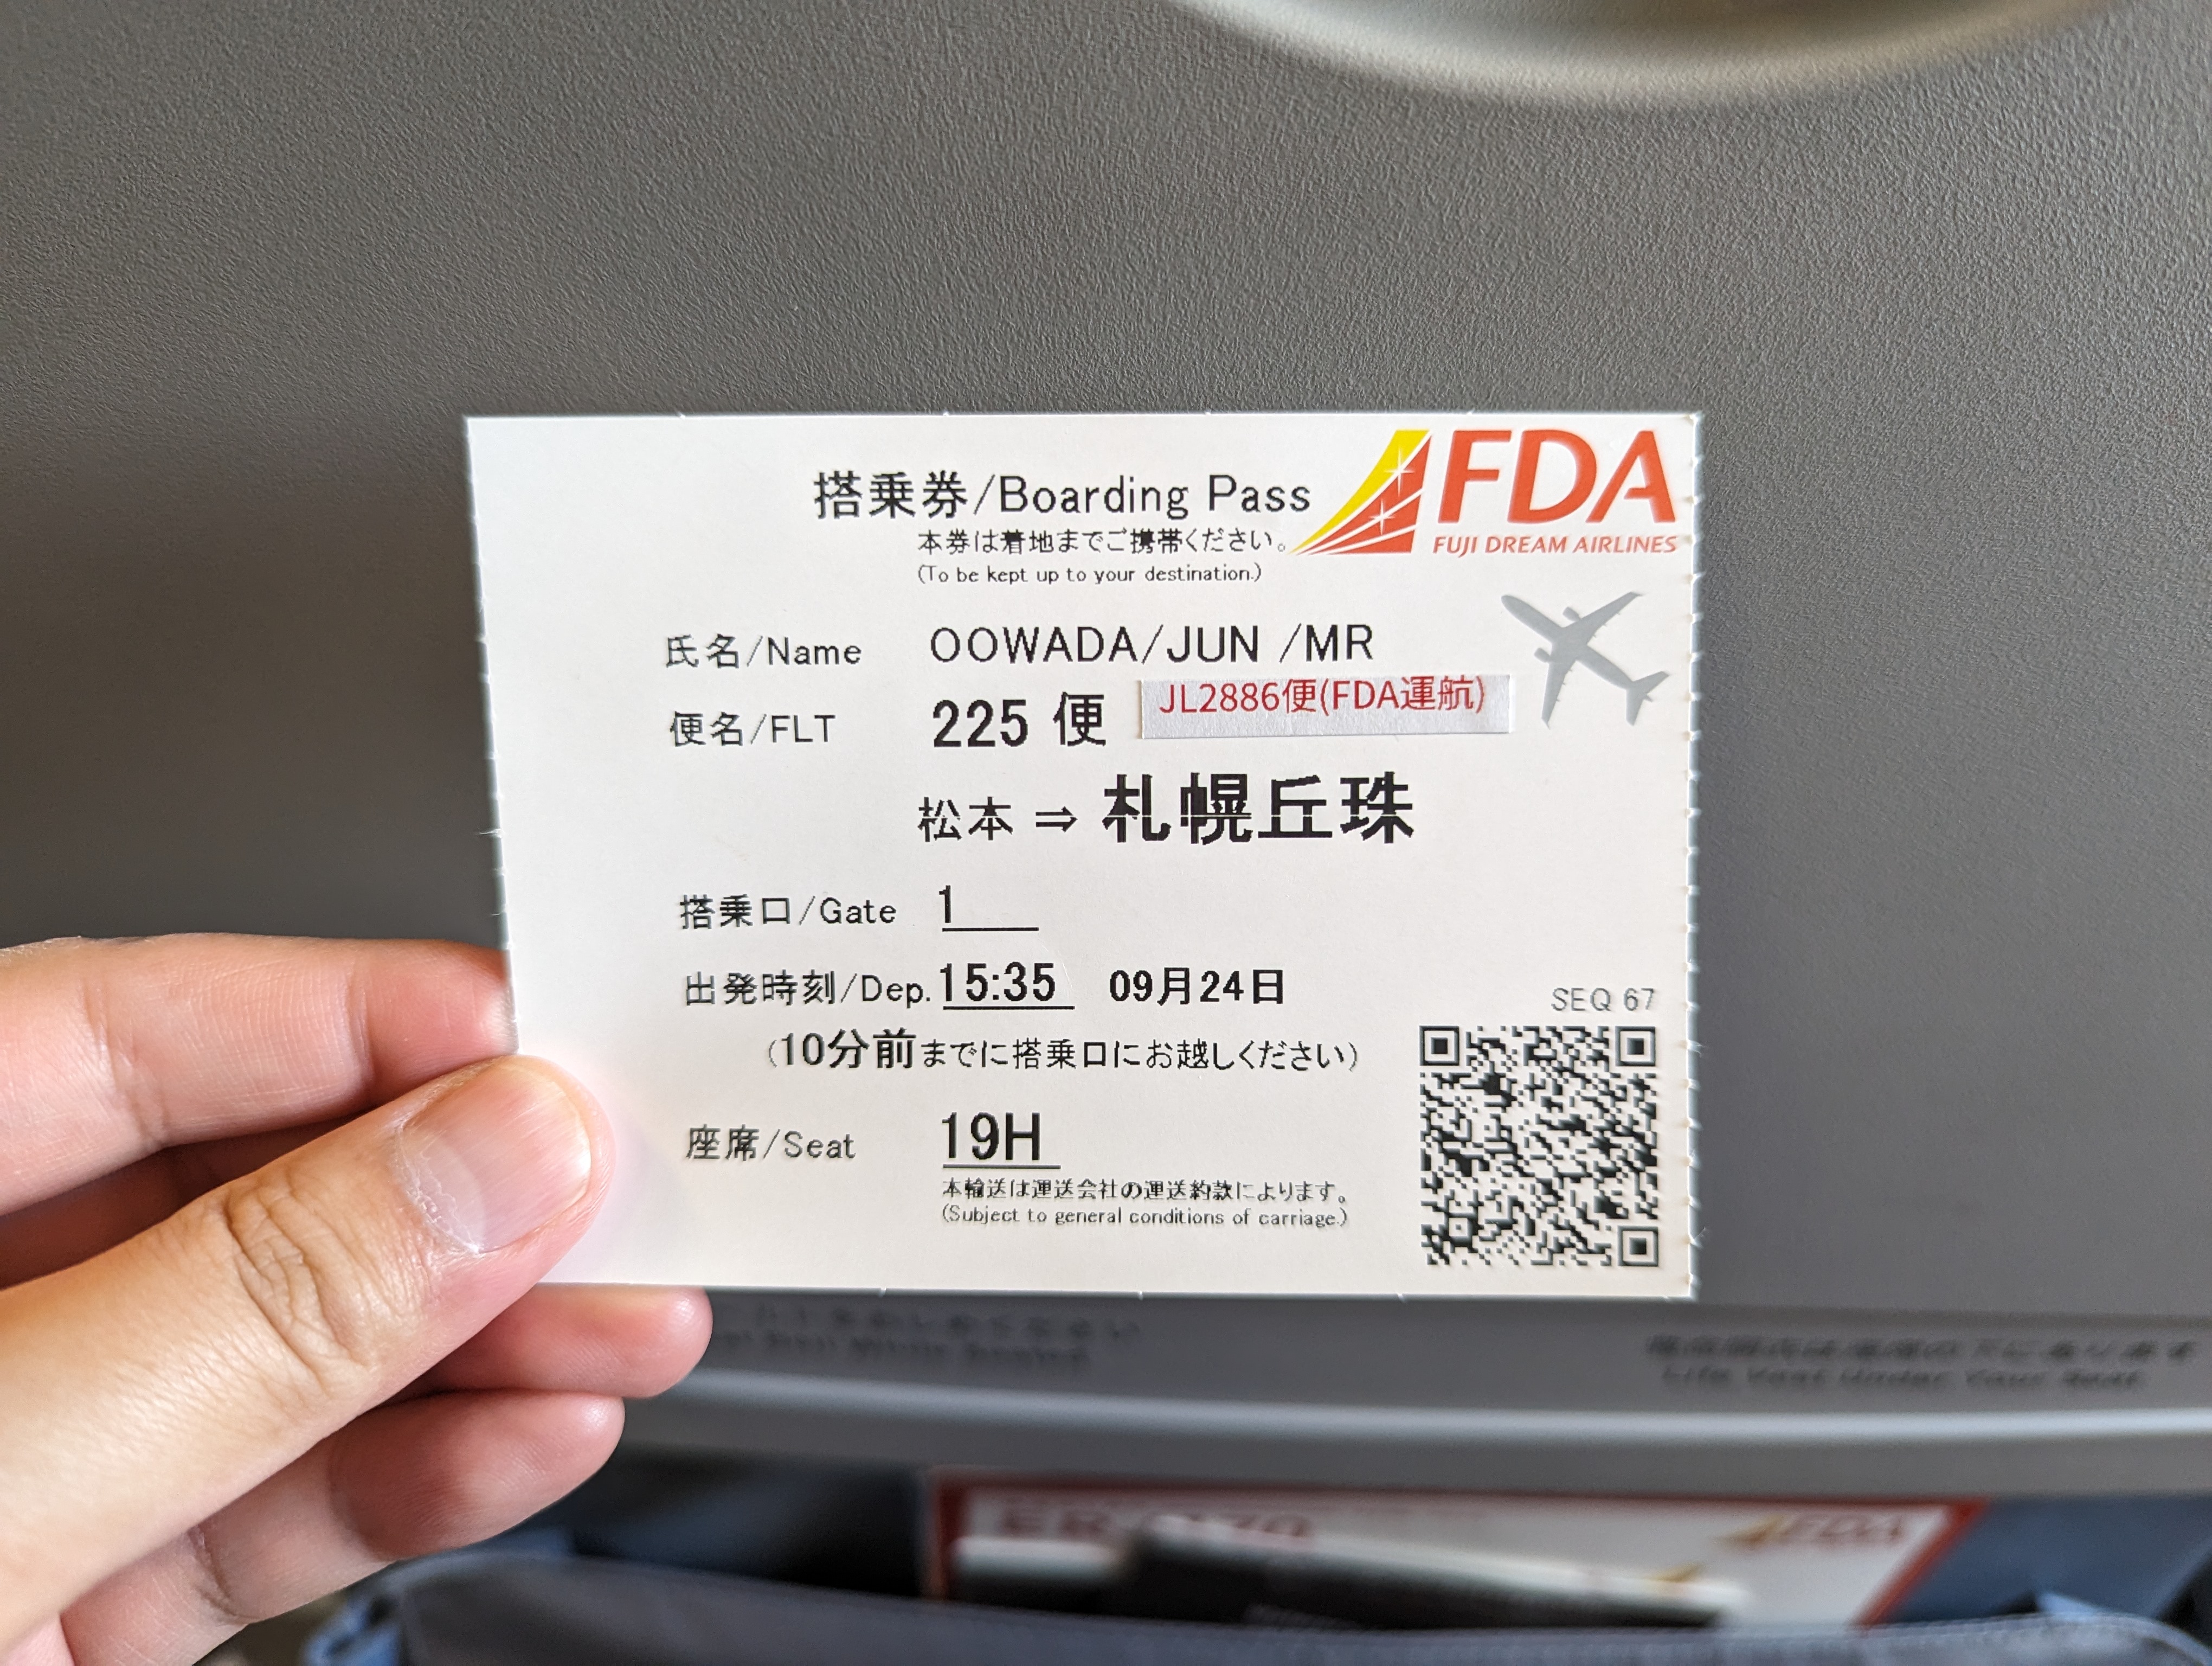 搭乗券/Boarding Pass
FDA
FUJI DREAM AIRLINES
本券は着地までご携帯ください。
(To be kept up to your destination.)
氏名/Name OOWADA/JUN /MR
便名/FLT 225 便 JL2886便(FDA運航)
松本 ⇒ 札幌丘珠
搭乗口/Gate 1
出発時刻/Dep. 15:35 09月24日
SEQ 67
(10分前までに搭乗口にお越しください)
座席/Seat 19H
本輸送は運送会社の運送約款によります。
(Subject to general conditions of carriage.)
Life Vest Under Your Seat
FDA